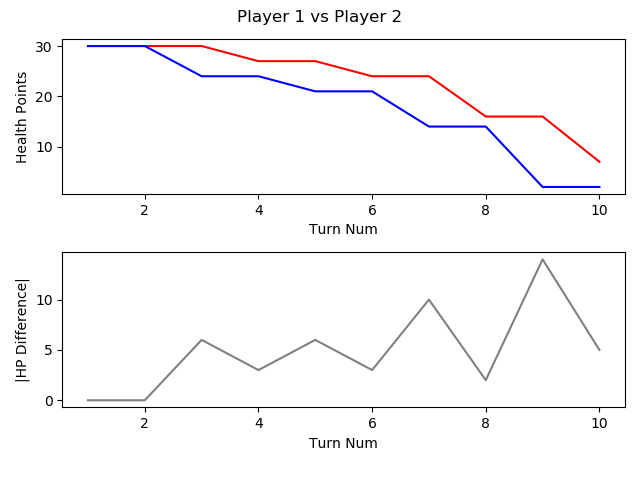 Player 1 vs Player 2
30
20
10
Health Points
2 4 6 8 10
Turn Num
10
5
0
|HP Difference|
2 4 6 8 10
Turn Num